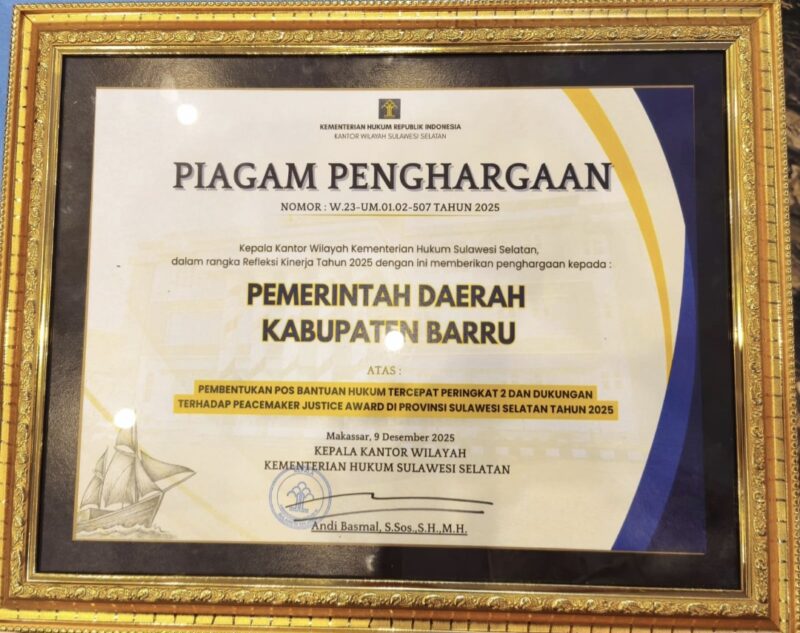 KEMENTERIAN HUKUM REPUBLIK INDONESIA
KANTOR WILAYAH SULAWESI SELATAN
PIAGAM PENGHARGAAN
NOMOR : W.23-UM.01.02-507 TAHUN 2025
Kepala Kantor Wilayah Kementerian Hukum Sulawesi Selatan,
dalam rangka Refleksi Kinerja Tahun 2025 dengan ini memberikan penghargaan kepada :
PEMERINTAH DAERAH
KABUPATEN BARRU
ATAS :
PEMBENTUKAN POS BANTUAN HUKUM TERCEPAT PERINGKAT 2 DAN DUKUNGAN
TERHADAP PEACEMAKER JUSTICE AWARD DI PROVINSI SULAWESI SELATAN TAHUN 2025
Makassar, 9 Desember 2025
KEPALA KANTOR WILAYAH
KEMENTERIAN HUKUM SULAWESI SELATAN
Andi Basmal, S.Sos.,S.H.,M.H.